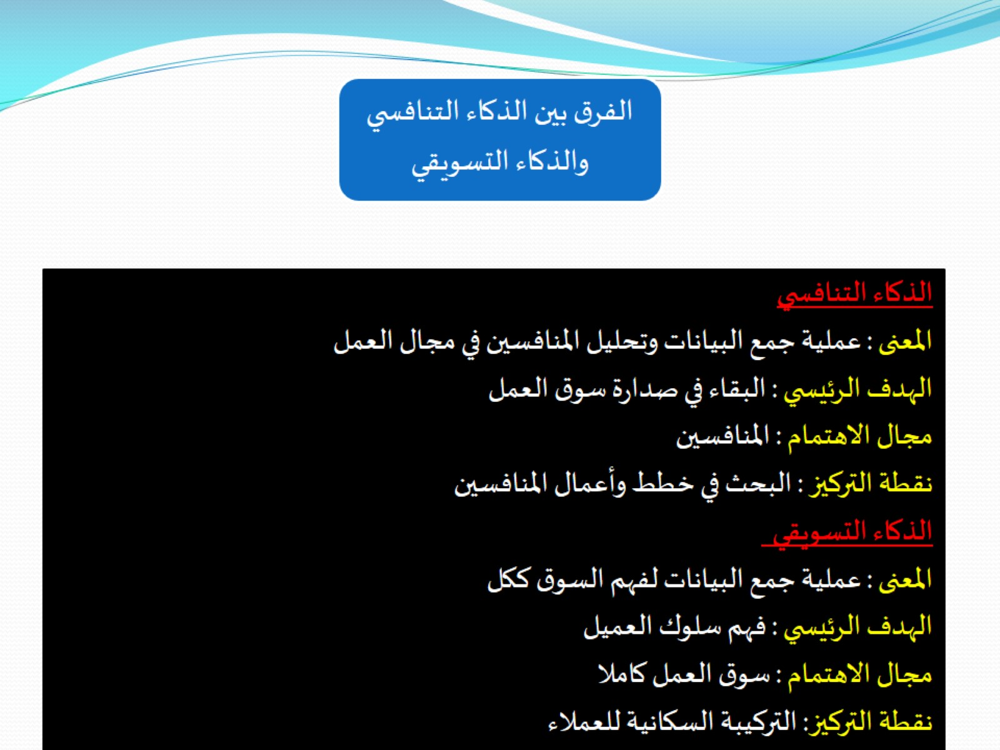 الفرق بين الذكاء التنافسي
والذكاء التسويقي
الذكاء التنافسي
المعنى : عملية جمع البيانات وتحليل المنافسين في مجال العمل
الهدف الرئيسي : البقاء في صدارة سوق العمل
مجال الاهتمام : المنافسين
نقطة التركيز : البحث في خطط وأعمال المنافسين
الذكاء التسويقي
المعنى : عملية جمع البيانات لفهم السوق ككل
الهدف الرئيسي : فهم سلوك العميل
مجال الاهتمام : سوق العمل كاملا
نقطة التركيز: التركيبة السكانية للعملاء